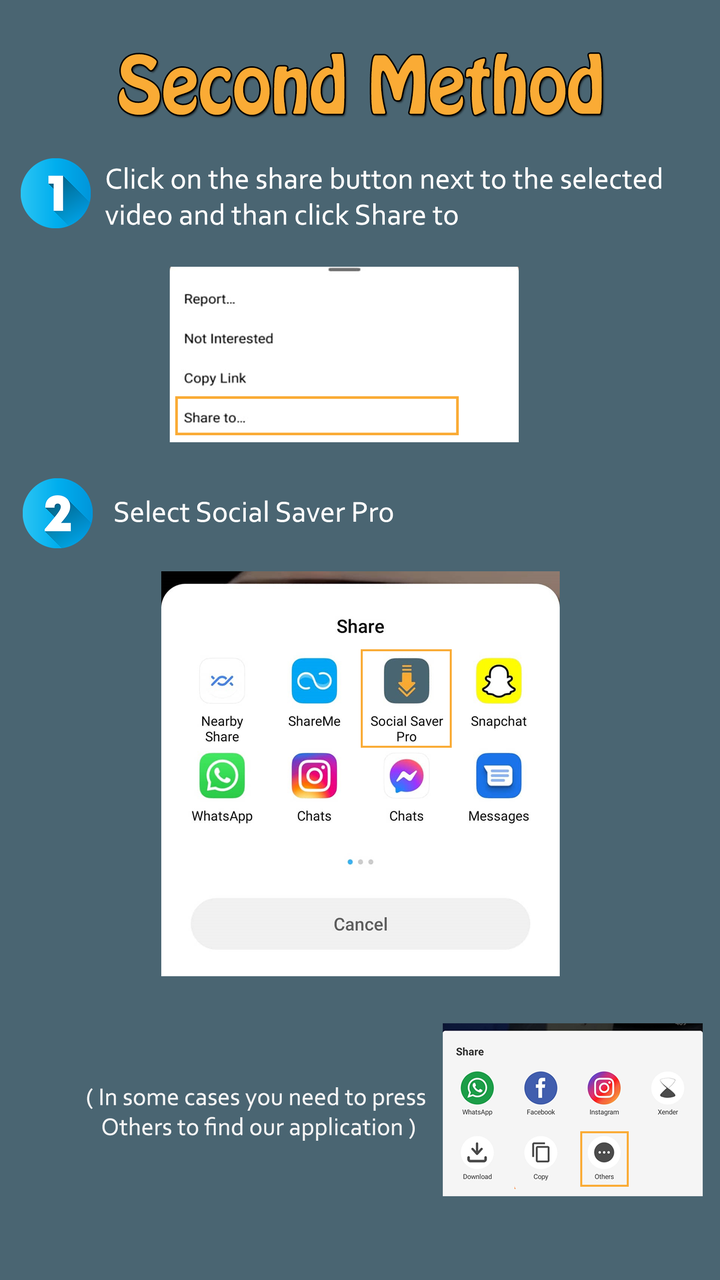 Second Method
1
Click on the share button next to the selected
video and than click Share to
Report...
Not Interested
Copy Link
Share to...
2
Select Social Saver Pro
Share
Nearby Share
ShareMe
Social Saver Pro
Snapchat
WhatsApp
Chats
Chats
Messages
Cancel
( In some cases you need to press
Others to find our application )
Share
WhatsApp
Facebook
Instagram
Xender
Download
Copy
Others